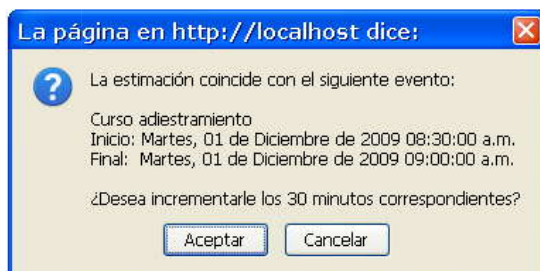 La página en http://localhost dice:
La estimación coincide con el siguiente evento:
Curso adiestramiento
Inicio: Martes, 01 de Diciembre de 2009 08:30:00 a.m.
Final: Martes, 01 de Diciembre de 2009 09:00:00 a.m.
¿Desea incrementarle los 30 minutos correspondientes?
Aceptar Cancelar